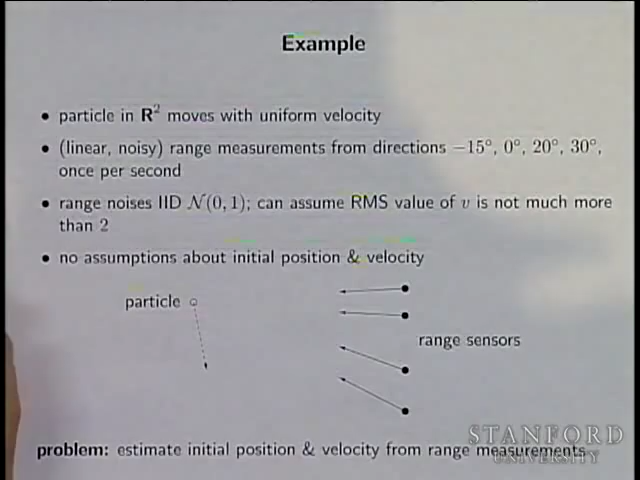 Example
• particle in R² moves with uniform velocity
• (linear, noisy) range measurements from directions −15°, 0°, 20°, 30°,
once per second
• range noises IID 𝒩(0, 1); can assume RMS value of v is not much more
than 2
• no assumptions about initial position & velocity
particle
range sensors
problem: estimate initial position & velocity from range measurements
STANFORD
UNIVERSITY